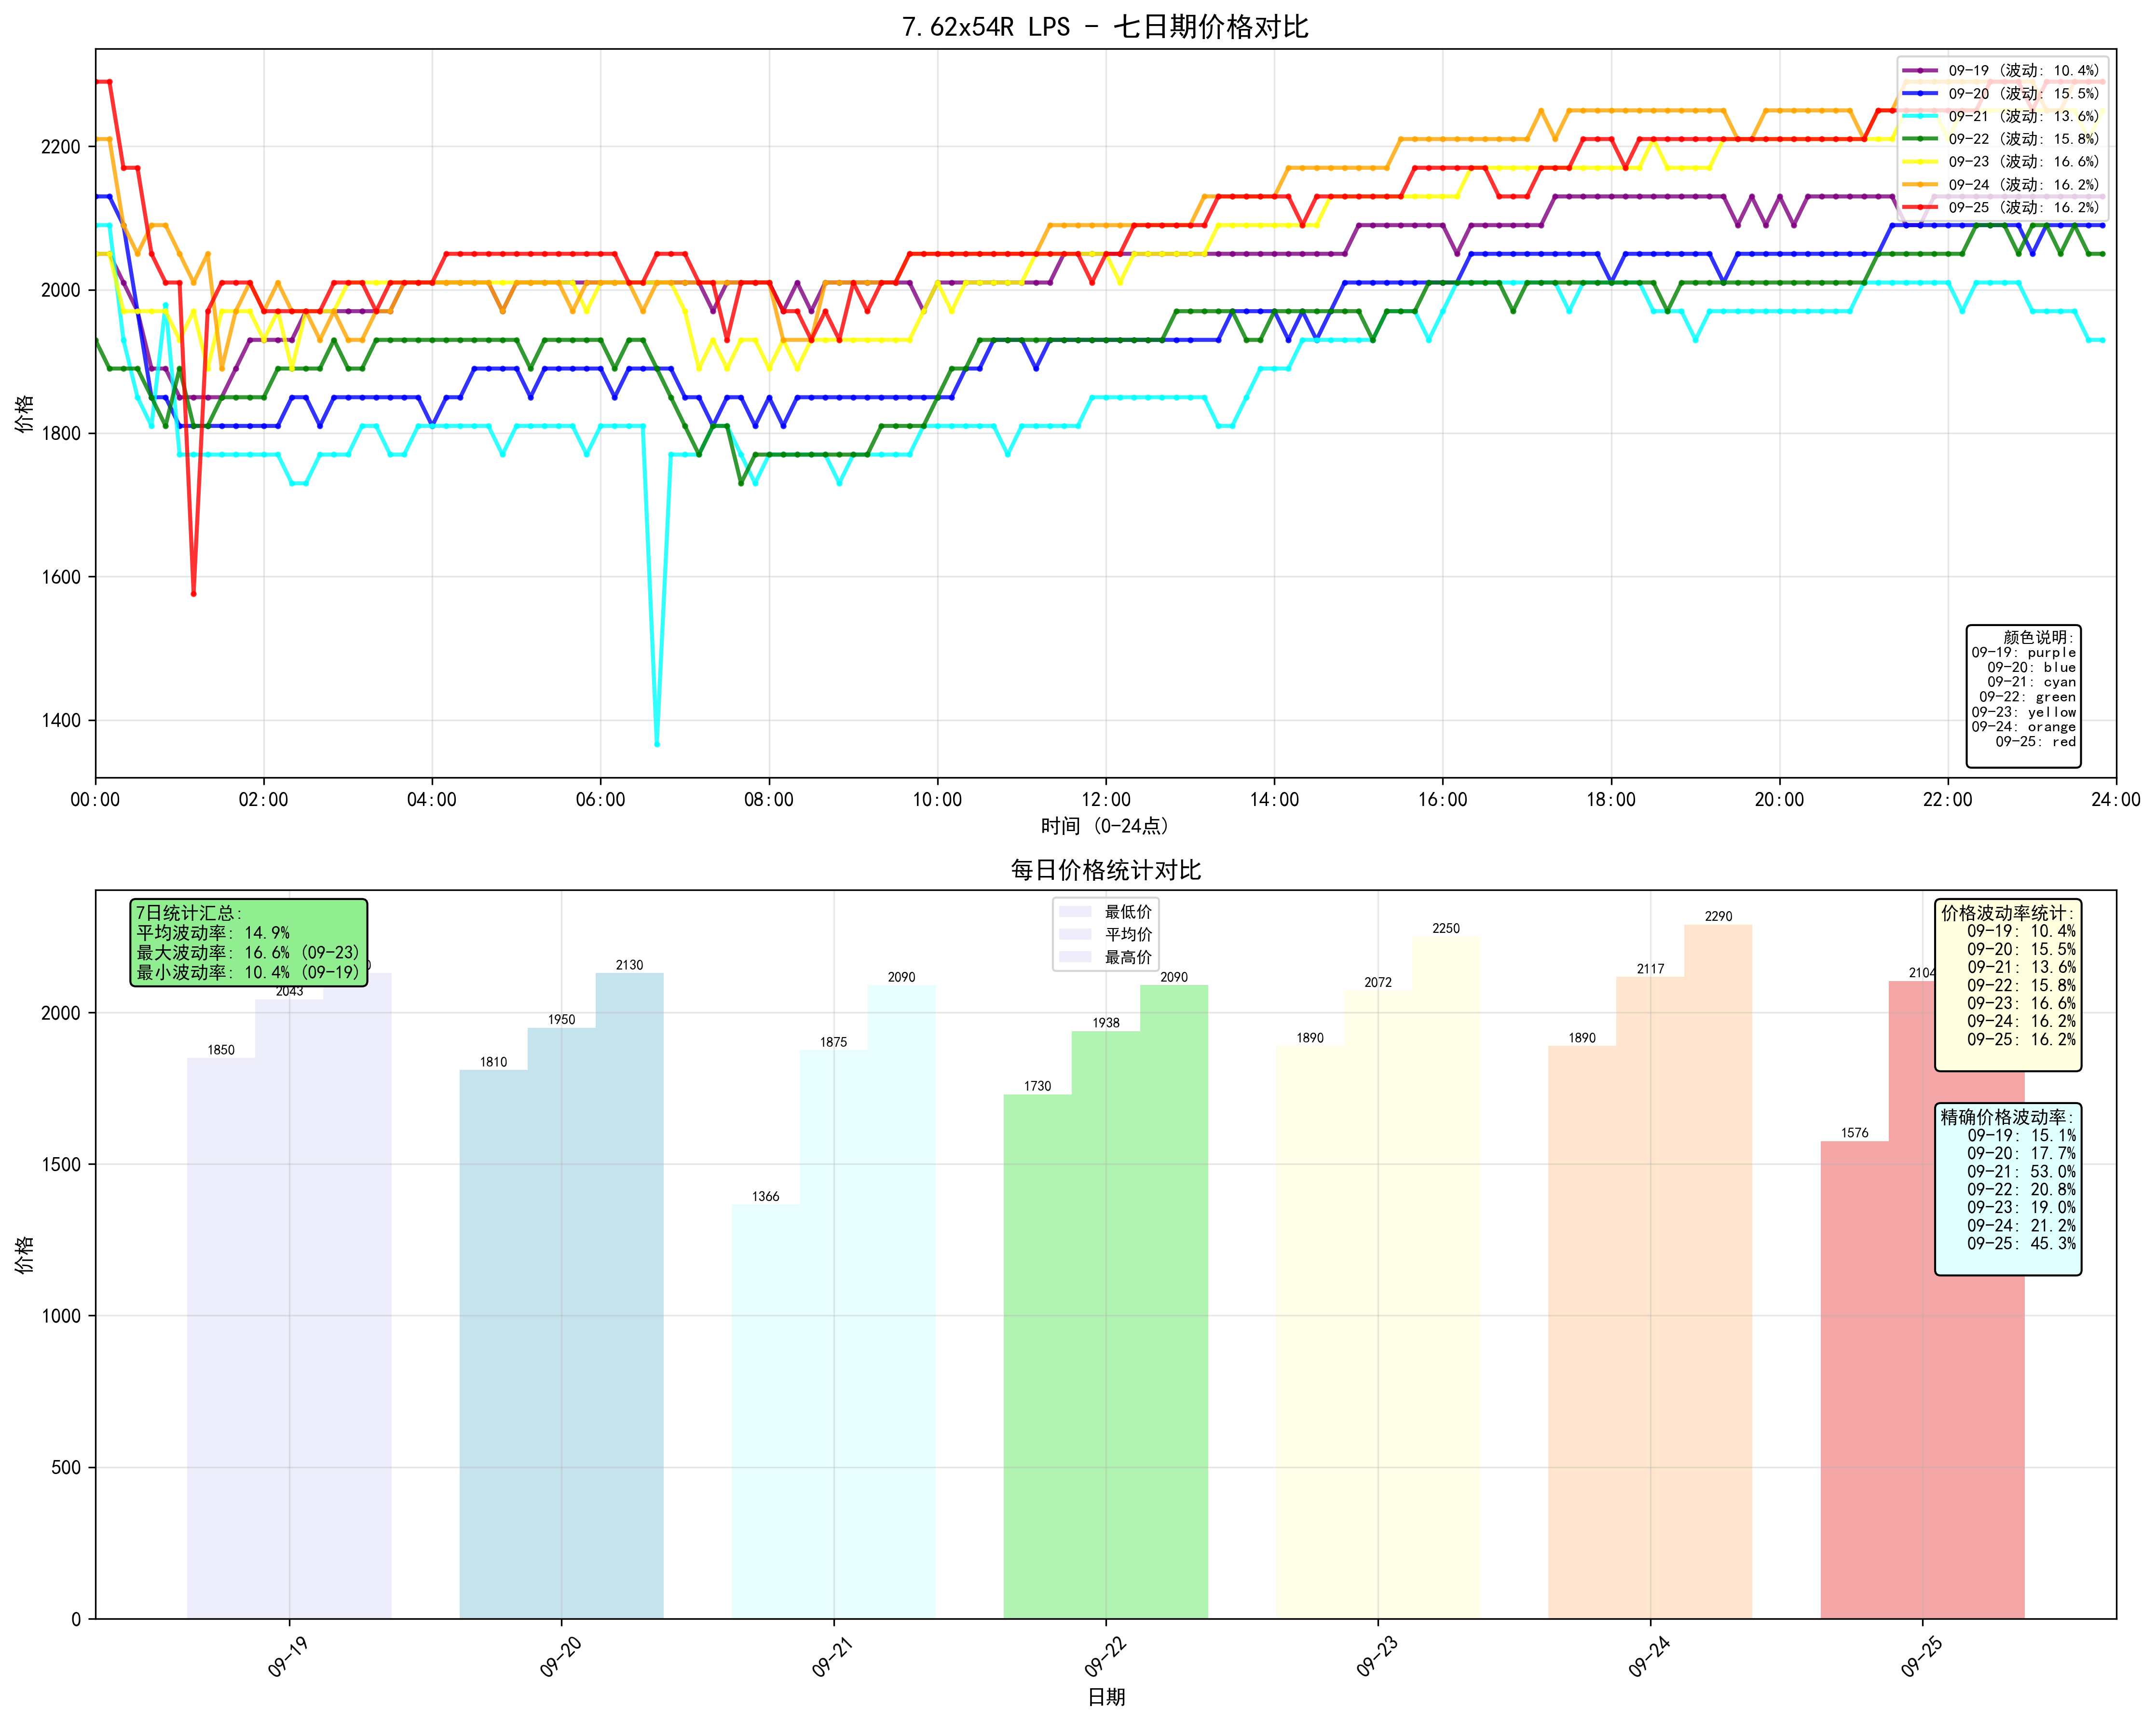 7.62x54R LPS - 七日期价格对比
价格
2200
2000
1800
1600
1400
09-19 (波动: 10.4%)
09-20 (波动: 15.5%)
09-21 (波动: 13.6%)
09-22 (波动: 15.8%)
09-23 (波动: 16.6%)
09-24 (波动: 16.2%)
09-25 (波动: 16.2%)
颜色说明:
09-19: purple
09-20: blue
09-21: cyan
09-22: green
09-23: yellow
09-24: orange
09-25: red
00:00 02:00 04:00 06:00 08:00 10:00 12:00 14:00 16:00 18:00 20:00 22:00 24:00
时间 (0-24点)
每日价格统计对比
价格
2000
1500
1000
500
0
7日统计汇总:
平均波动率: 14.9%
最大波动率: 16.6% (09-23)
最小波动率: 10.4% (09-19)
最低价
平均价
最高价
价格波动率统计:
09-19: 10.4%
09-20: 15.5%
09-21: 13.6%
09-22: 15.8%
09-23: 16.6%
09-24: 16.2%
09-25: 16.2%
精确价格波动率:
09-19: 15.1%
09-20: 17.7%
09-21: 53.0%
09-22: 20.8%
09-23: 19.0%
09-24: 21.2%
09-25: 45.3%
1850 2043
1810 1950 2130
1366 1875 2090
1730 1938 2090
1890 2072 2250
1890 2117 2290
1576 2104
09-19 09-20 09-21 09-22 09-23 09-24 09-25
日期